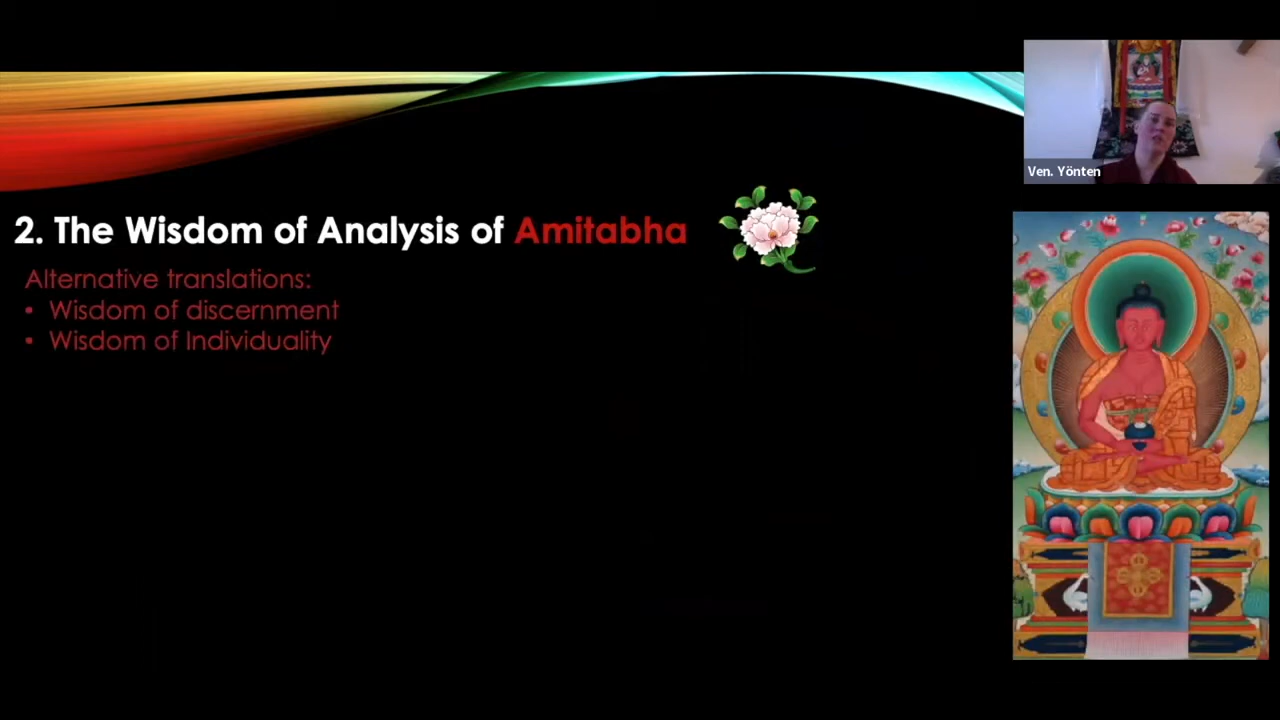 Ven. Yönten
2. The Wisdom of Analysis of Amitabha
Alternative translations:
• Wisdom of discernment
• Wisdom of Individuality